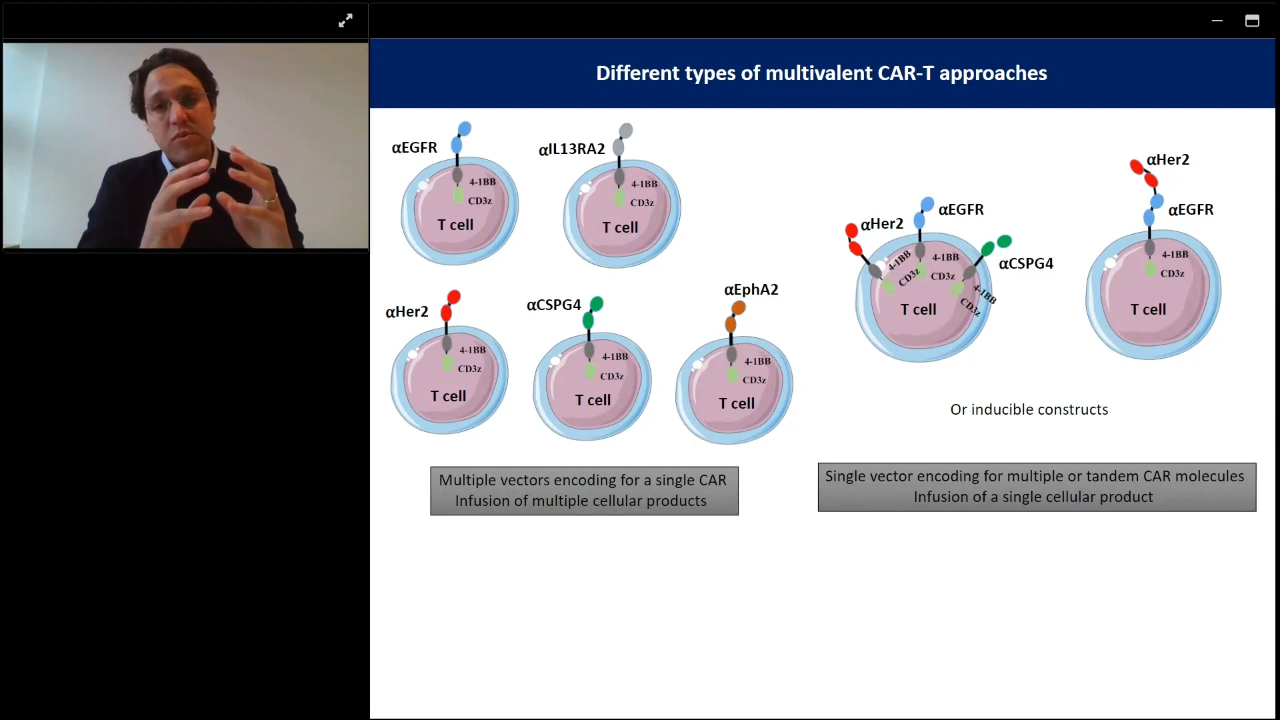 Different types of multivalent CAR-T approaches
αEGFR
4-1BB
CD3z
T cell
αIL13RA2
4-1BB
CD3z
T cell
αHer2
4-1BB
CD3z
T cell
αCSPG4
4-1BB
CD3z
T cell
αEphA2
4-1BB
CD3z
T cell
Multiple vectors encoding for a single CAR
Infusion of multiple cellular products
αHer2
αEGFR
αCSPG4
4-1BB
CD3z
4-1BB
CD3z
4-1BB
CD3z
T cell
αHer2
αEGFR
4-1BB
CD3z
T cell
Or inducible constructs
Single vector encoding for multiple or tandem CAR molecules
Infusion of a single cellular product